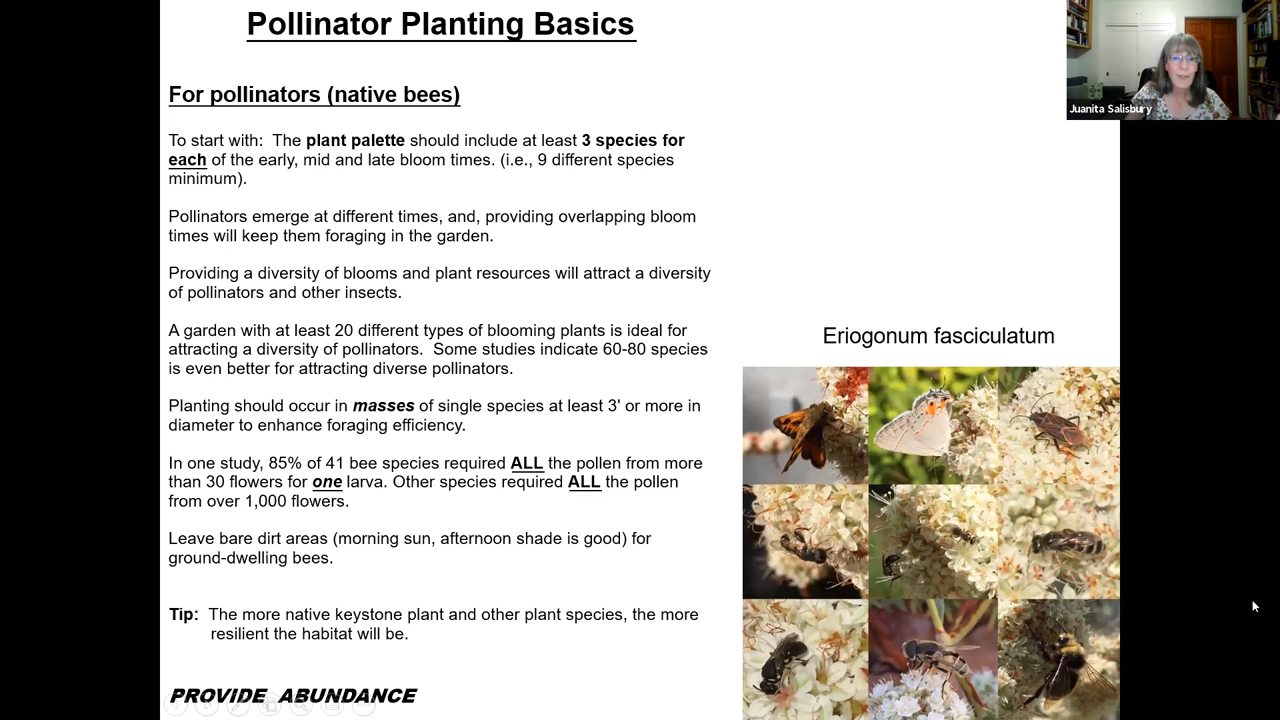 Pollinator Planting Basics
For pollinators (native bees)
To start with: The plant palette should include at least 3 species for
each of the early, mid and late bloom times. (i.e., 9 different species
minimum).
Pollinators emerge at different times, and, providing overlapping bloom
times will keep them foraging in the garden.
Providing a diversity of blooms and plant resources will attract a diversity
of pollinators and other insects.
A garden with at least 20 different types of blooming plants is ideal for
attracting a diversity of pollinators. Some studies indicate 60-80 species
is even better for attracting diverse pollinators.
Planting should occur in masses of single species at least 3' or more in
diameter to enhance foraging efficiency.
In one study, 85% of 41 bee species required ALL the pollen from more
than 30 flowers for one larva. Other species required ALL the pollen
from over 1,000 flowers.
Leave bare dirt areas (morning sun, afternoon shade is good) for
ground-dwelling bees.
Tip: The more native keystone plant and other plant species, the more
resilient the habitat will be.
PROVIDE ABUNDANCE
Eriogonum fasciculatum
Juanita Salisbury